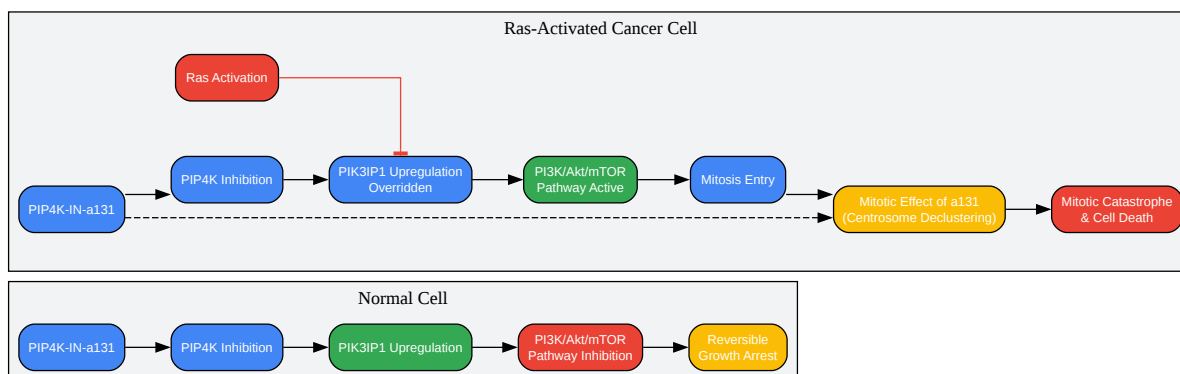 Ras-Activated Cancer Cell
Ras Activation
PIP4K-IN-a131
PIP4K Inhibition
PIK3IP1 Upregulation
Overridden
PI3K/Akt/mTOR
Pathway Active
Mitosis Entry
Mitotic Effect of a131
(Centrosome Declustering)
Mitotic Catastrophe
& Cell Death
Normal Cell
PIP4K-IN-a131
PIP4K Inhibition
PIK3IP1 Upregulation
PI3K/Akt/mTOR
Pathway Inhibition
Reversible
Growth Arrest